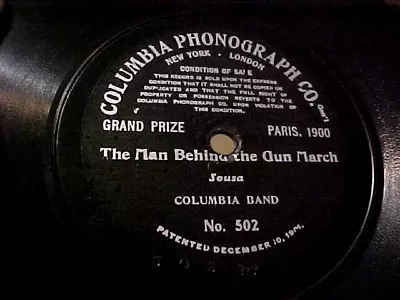 COLUMBIA PHONOGRAPH CO. Gen'l
NEW YORK - LONDON
CONDITION OF SALE
THIS RECORD IS SOLD UPON THE EXPRESS
CONDITION THAT IT SHALL NOT BE COPIED OR
DUPLICATED AND THAT THE FULL RIGHT OF
PROPERTY OR POSSESSION REVERTS TO THE
COLUMBIA PHONOGRAPH CO. UPON VIOLATION OF
THIS CONDITION.
GRAND PRIZE PARIS, 1900
The Man Behind the Gun March
Sousa
COLUMBIA BAND
No. 502
PATENTED DECEMBER 10,